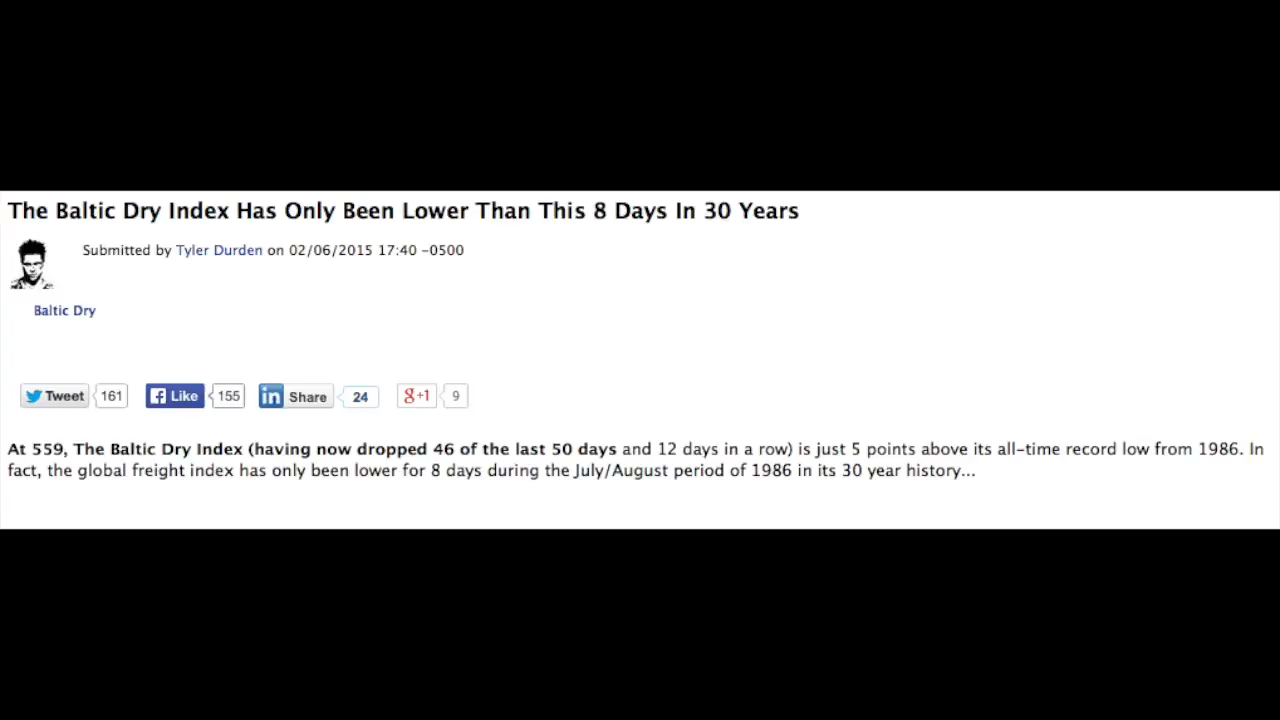 The Baltic Dry Index Has Only Been Lower Than This 8 Days In 30 Years
Submitted by Tyler Durden on 02/06/2015 17:40 -0500
Baltic Dry
Tweet 161 Like 155 in Share 24 g+1 9
At 559, The Baltic Dry Index (having now dropped 46 of the last 50 days and 12 days in a row) is just 5 points above its all-time record low from 1986. In
fact, the global freight index has only been lower for 8 days during the July/August period of 1986 in its 30 year history...